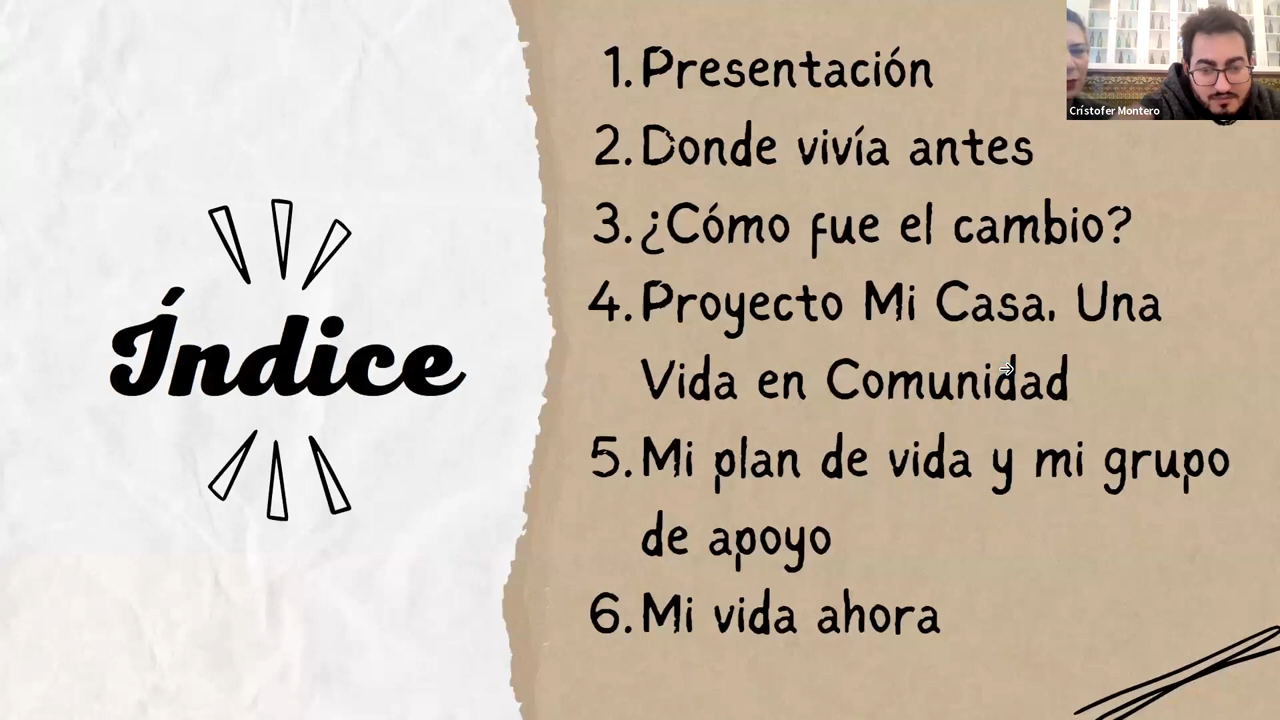 Índice
1. Presentación
2. Donde vivía antes
3. ¿Cómo fue el cambio?
4. Proyecto Mi Casa. Una
Vida en Comunidad
5. Mi plan de vida y mi grupo
de apoyo
6. Mi vida ahora
Crístofer Montero